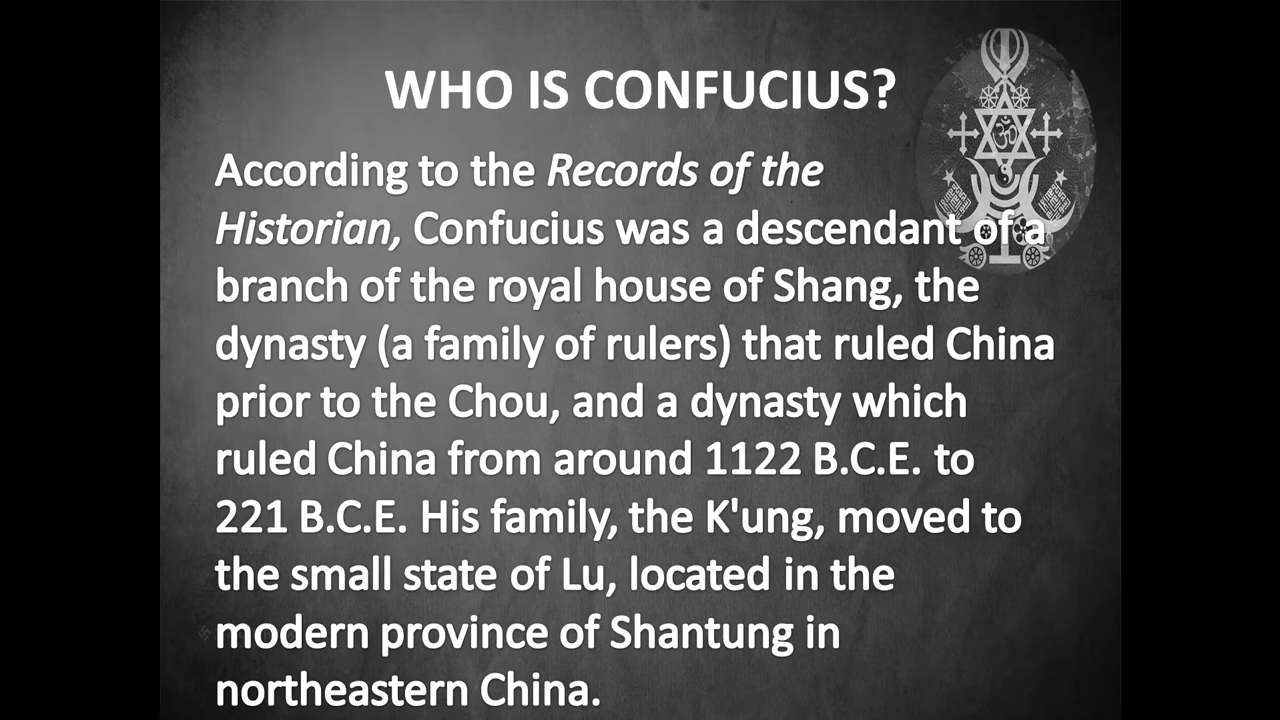 WHO IS CONFUCIUS?
According to the Records of the
Historian, Confucius was a descendant of a
branch of the royal house of Shang, the
dynasty (a family of rulers) that ruled China
prior to the Chou, and a dynasty which
ruled China from around 1122 B.C.E. to
221 B.C.E. His family, the K'ung, moved to
the small state of Lu, located in the
modern province of Shantung in
northeastern China.